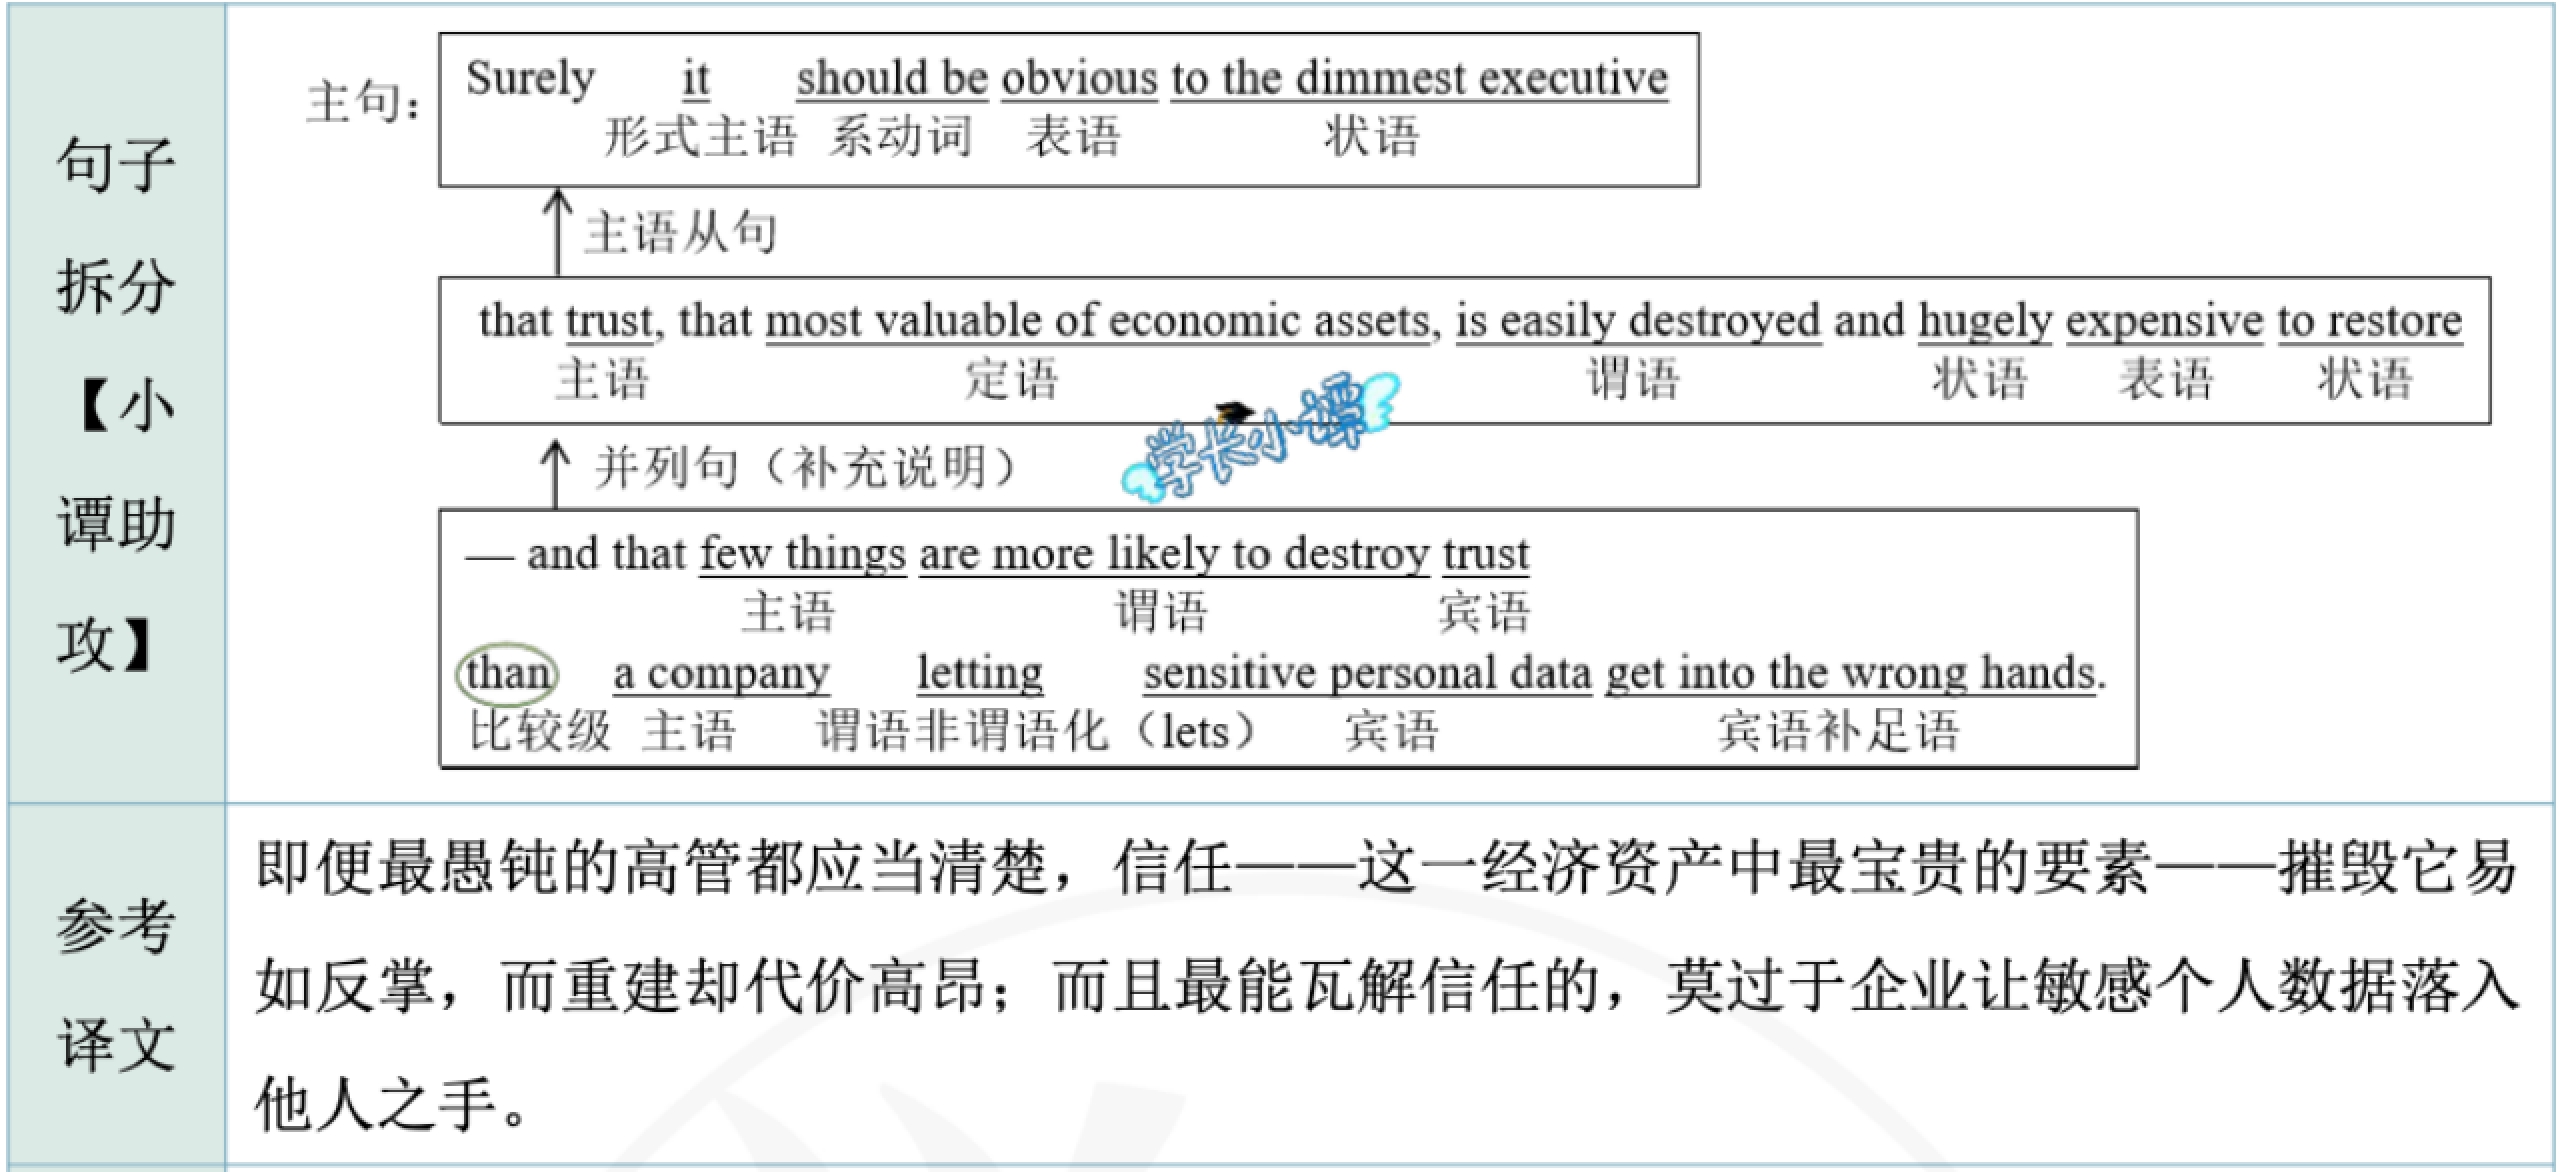 句子
拆分
【小
谭助
攻】
主句：
Surely it should be obvious to the dimmest executive
形式主语 系动词 表语 状语
主语从句
that trust, that most valuable of economic assets, is easily destroyed and hugely expensive to restore
主语 定语 谓语 状语 表语 状语
并列句（补充说明）
学长小谭
— and that few things are more likely to destroy trust
主语 谓语 宾语
than a company letting sensitive personal data get into the wrong hands.
比较级 主语 谓语非谓语化（lets） 宾语 宾语补足语
参考
译文
即便最愚钝的高管都应当清楚，信任——这一经济资产中最宝贵的要素——摧毁它易
如反掌，而重建却代价高昂；而且最能瓦解信任的，莫过于企业让敏感个人数据落入
他人之手。